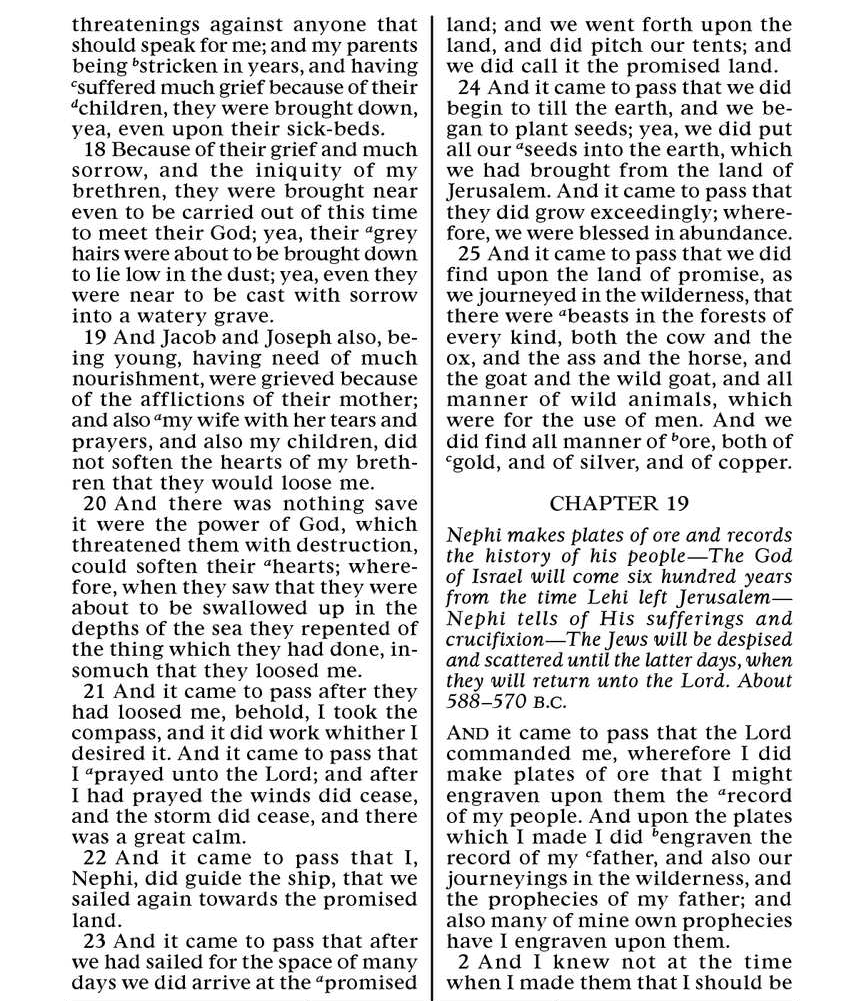 threatenings against anyone that
should speak for me; and my parents
being ᵇstricken in years, and having
ᶜsuffered much grief because of their
ᵈchildren, they were brought down,
yea, even upon their sick-beds.
18 Because of their grief and much
sorrow, and the iniquity of my
brethren, they were brought near
even to be carried out of this time
to meet their God; yea, their ᵃgrey
hairs were about to be brought down
to lie low in the dust; yea, even they
were near to be cast with sorrow
into a watery grave.
19 And Jacob and Joseph also, be-
ing young, having need of much
nourishment, were grieved because
of the afflictions of their mother;
and also ᵃmy wife with her tears and
prayers, and also my children, did
not soften the hearts of my breth-
ren that they would loose me.
20 And there was nothing save
it were the power of God, which
threatened them with destruction,
could soften their ᵃhearts; where-
fore, when they saw that they were
about to be swallowed up in the
depths of the sea they repented of
the thing which they had done, in-
somuch that they loosed me.
21 And it came to pass after they
had loosed me, behold, I took the
compass, and it did work whither I
desired it. And it came to pass that
I ᵃprayed unto the Lord; and after
I had prayed the winds did cease,
and the storm did cease, and there
was a great calm.
22 And it came to pass that I,
Nephi, did guide the ship, that we
sailed again towards the promised
land.
23 And it came to pass that after
we had sailed for the space of many
days we did arrive at the ᵃpromised
land; and we went forth upon the
land, and did pitch our tents; and
we did call it the promised land.
24 And it came to pass that we did
begin to till the earth, and we be-
gan to plant seeds; yea, we did put
all our ᵃseeds into the earth, which
we had brought from the land of
Jerusalem. And it came to pass that
they did grow exceedingly; where-
fore, we were blessed in abundance.
25 And it came to pass that we did
find upon the land of promise, as
we journeyed in the wilderness, that
there were ᵃbeasts in the forests of
every kind, both the cow and the
ox, and the ass and the horse, and
the goat and the wild goat, and all
manner of wild animals, which
were for the use of men. And we
did find all manner of ᵇore, both of
ᶜgold, and of silver, and of copper.
CHAPTER 19
Nephi makes plates of ore and records
the history of his people—The God
of Israel will come six hundred years
from the time Lehi left Jerusalem—
Nephi tells of His sufferings and
crucifixion—The Jews will be despised
and scattered until the latter days, when
they will return unto the Lord. About
588–570 B.C.
AND it came to pass that the Lord
commanded me, wherefore I did
make plates of ore that I might
engraven upon them the ᵃrecord
of my people. And upon the plates
which I made I did ᵇengraven the
record of my ᶜfather, and also our
journeyings in the wilderness, and
the prophecies of my father; and
also many of mine own prophecies
have I engraven upon them.
2 And I knew not at the time
when I made them that I should be